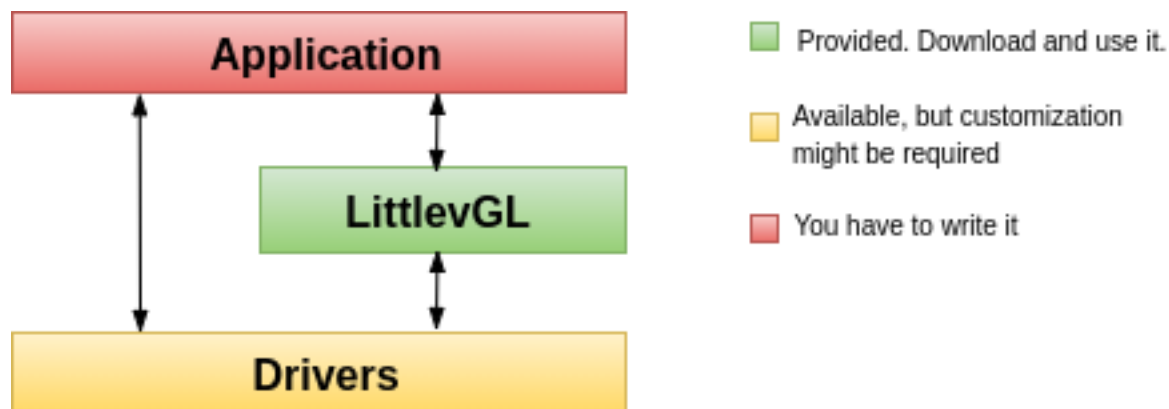 Application
LittlevGL
Drivers
Provided. Download and use it.
Available, but customization
might be required
You have to write it